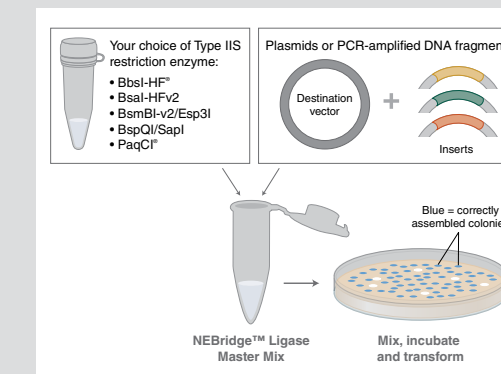 Your choice of Type IIS
restriction enzyme:
• BbsI-HF®
• BsaI-HFv2
• BsmBI-v2/Esp3I
• BspQI/SapI
• PaqCI®
Plasmids or PCR-amplified DNA fragmen
Destination
vector
+
Inserts
Blue = correctly
assembled colonie
NEBridge™ Ligase
Master Mix
Mix, incubate
and transform